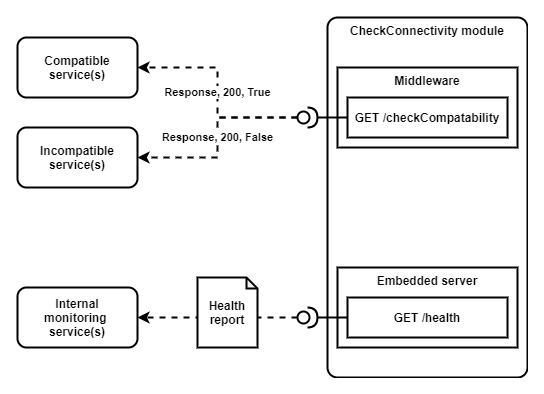 CheckConnectivity module
Compatible
service(s)
Middleware
Response, 200, True
GET /checkCompatability
Response, 200, False
Incompatible
service(s)
Embedded server
Internal
monitoring
service(s)
Health
report
GET /health